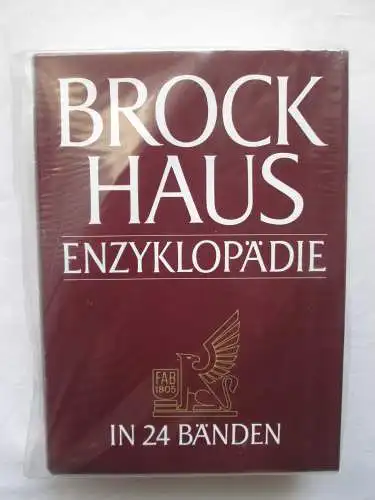 BROCK
HAUS
ENZYKLOPÄDIE
FAB
1805
IN 24 BÄNDEN